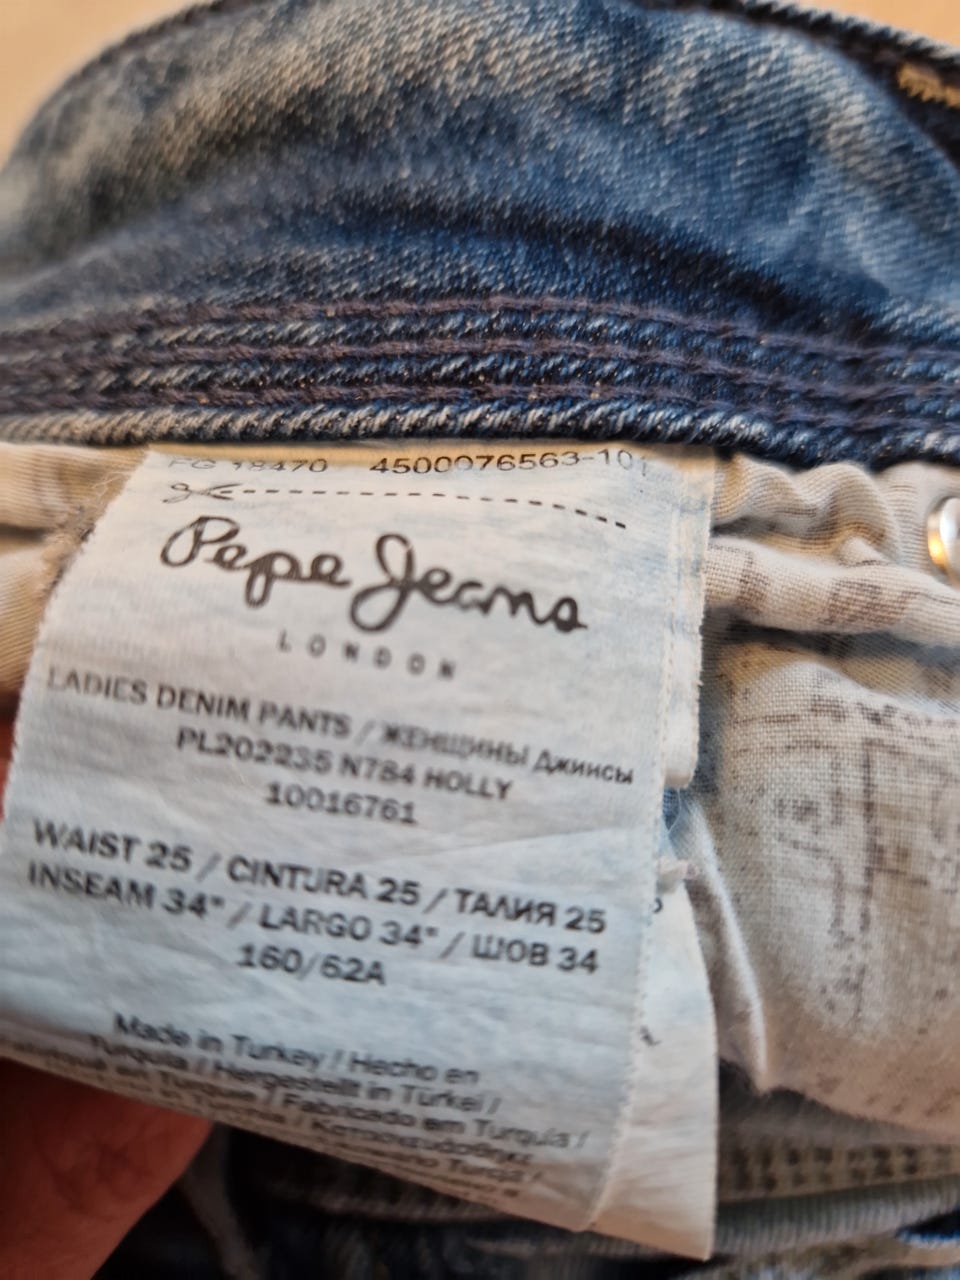 FG 18470 4500076563-101
Pepe Jeans
LONDON
LADIES DENIM PANTS / ЖЕНЩИНЫ Джинсы
PL202235 N784 HOLLY
10016761
WAIST 25 / CINTURA 25 / ТАЛИЯ 25
INSEAM 34" / LARGO 34" / ШОВ 34
160/62A
Made in Turkey / Hecho en
Turquia / Hergestellt in Türkei /
en Turquie / Fabricado em Turquia /